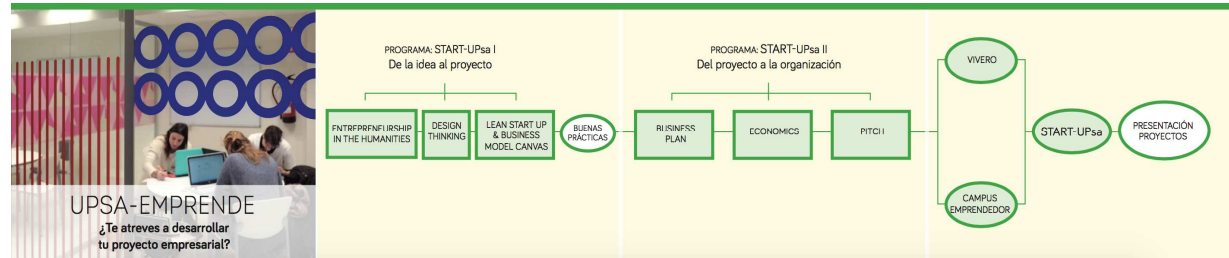 UPSA-EMPRENDE
¿Te atreves a desarrollar
tu proyecto empresarial?
PROGRAMA: START-UPsa I
De la idea al proyecto
ENTREPRENEURSHIP
IN THE HUMANITIES
DESIGN
THINKING
LEAN START UP
& BUSINESS
MODEL CANVAS
BUENAS
PRÁCTICAS
PROGRAMA: START-UPsa II
Del proyecto a la organización
BUSINESS
PLAN
ECONOMICS
PITCH
VIVERO
CAMPUS
EMPRENDEDOR
START-UPsa
PRESENTACIÓN
PROYECTOS